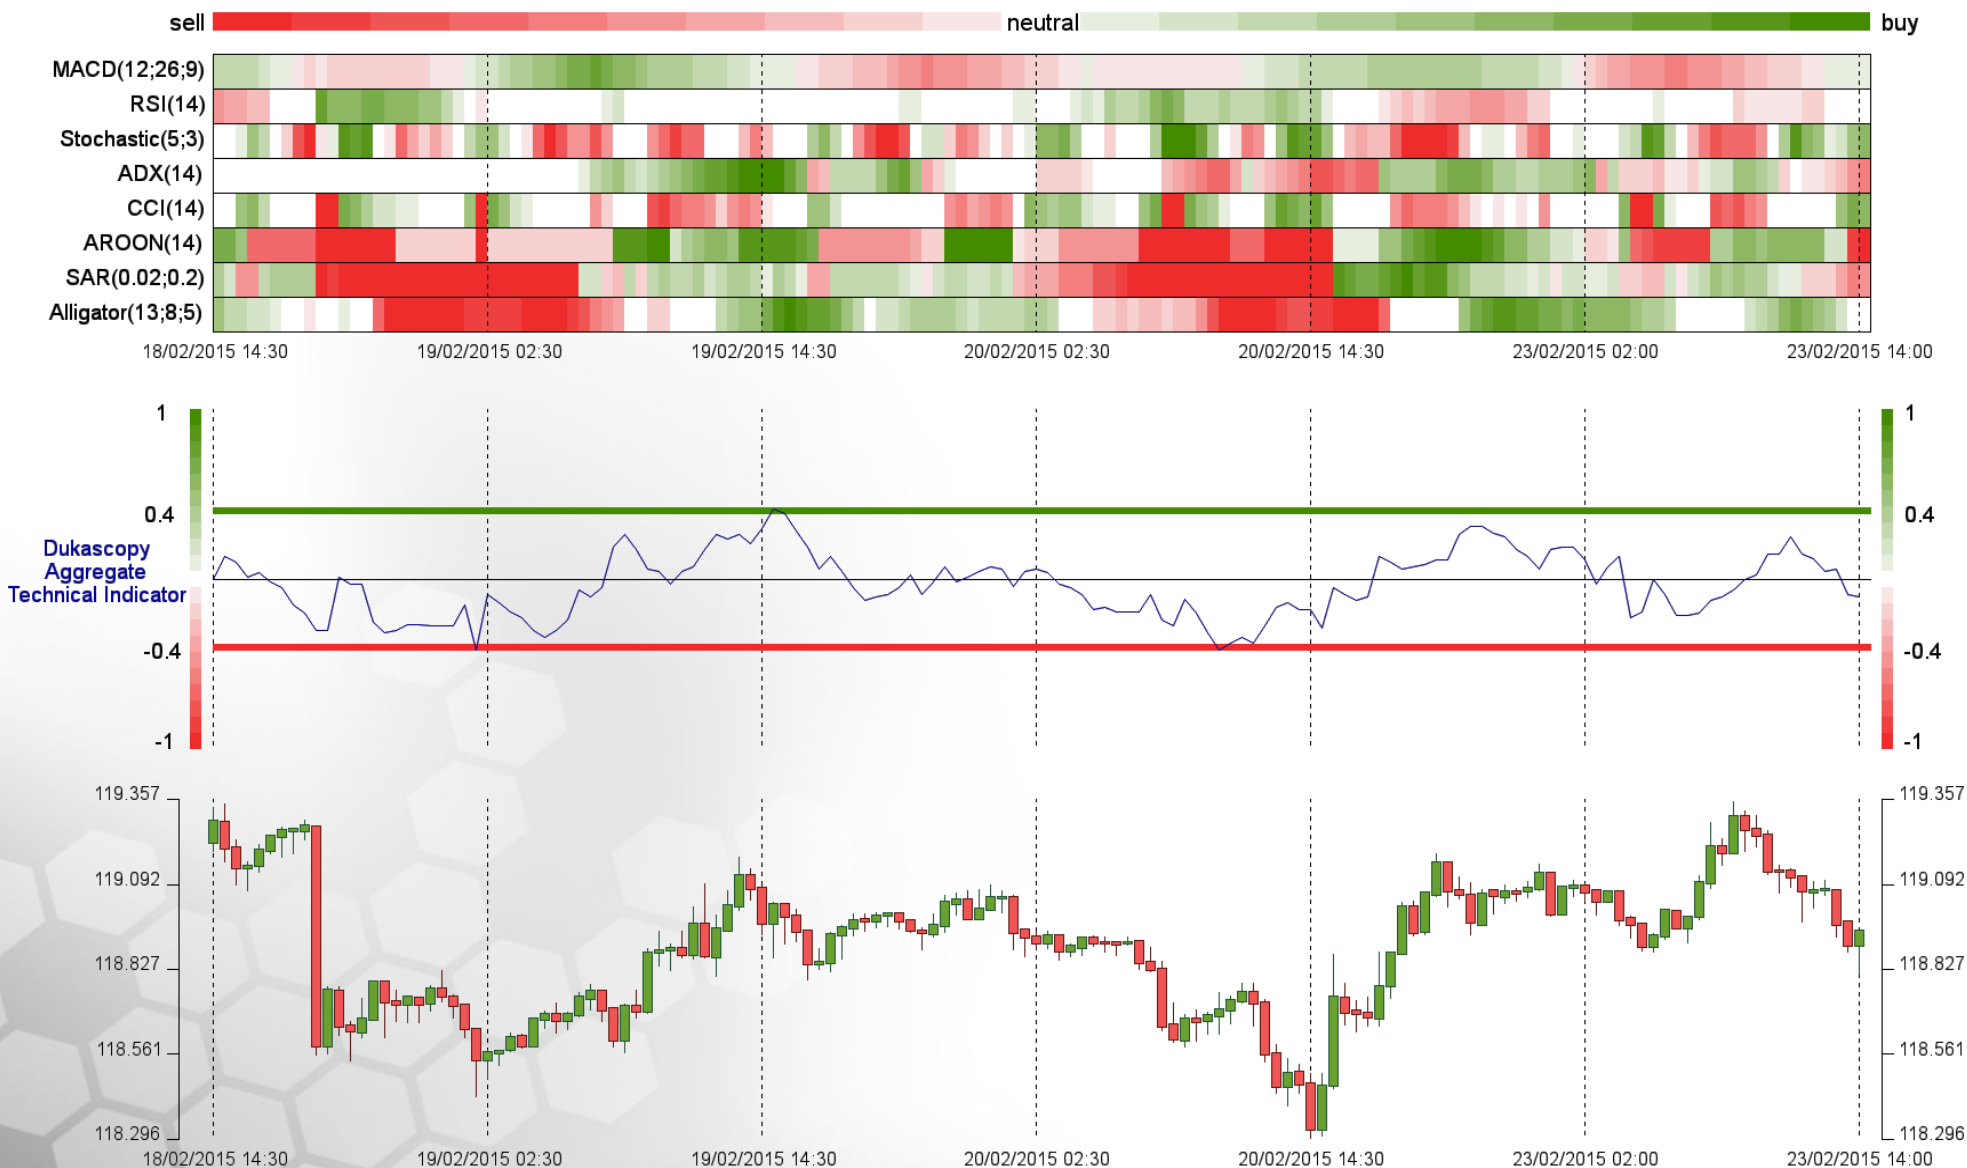 sell neutral buy
MACD(12;26;9)
RSI(14)
Stochastic(5;3)
ADX(14)
CCI(14)
AROON(14)
SAR(0.02;0.2)
Alligator(13;8;5)
18/02/2015 14:30 19/02/2015 02:30 19/02/2015 14:30 20/02/2015 02:30 20/02/2015 14:30 23/02/2015 02:00 23/02/2015 14:00
1 1
0.4 0.4
Dukascopy
Aggregate
Technical Indicator
-0.4 -0.4
-1 -1
119.357 119.357
119.092 119.092
118.827 118.827
118.561 118.561
118.296 118.296
18/02/2015 14:30 19/02/2015 02:30 19/02/2015 14:30 20/02/2015 02:30 20/02/2015 14:30 23/02/2015 02:00 23/02/2015 14:00